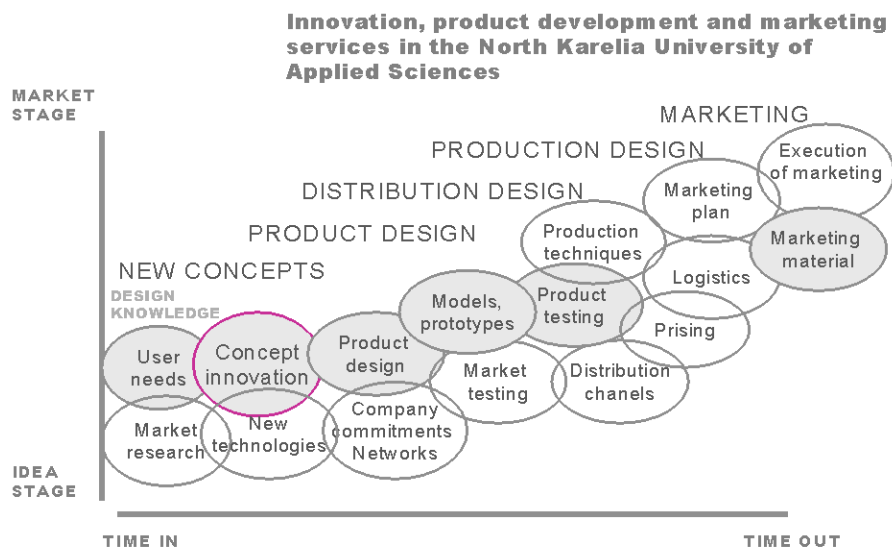 Innovation, product development and marketing
services in the North Karelia University of
Applied Sciences
MARKET
STAGE
MARKETING
PRODUCTION DESIGN
DISTRIBUTION DESIGN
PRODUCT DESIGN
NEW CONCEPTS
DESIGN
KNOWLEDGE
User
needs
Concept
innovation
Product
design
Models,
prototypes
Product
testing
Production
techniques
Marketing
plan
Execution
of marketing
Marketing
material
Logistics
Prising
Market
research
New
technologies
Company
commitments
Networks
Market
testing
Distribution
chanels
IDEA
STAGE
TIME IN
TIME OUT